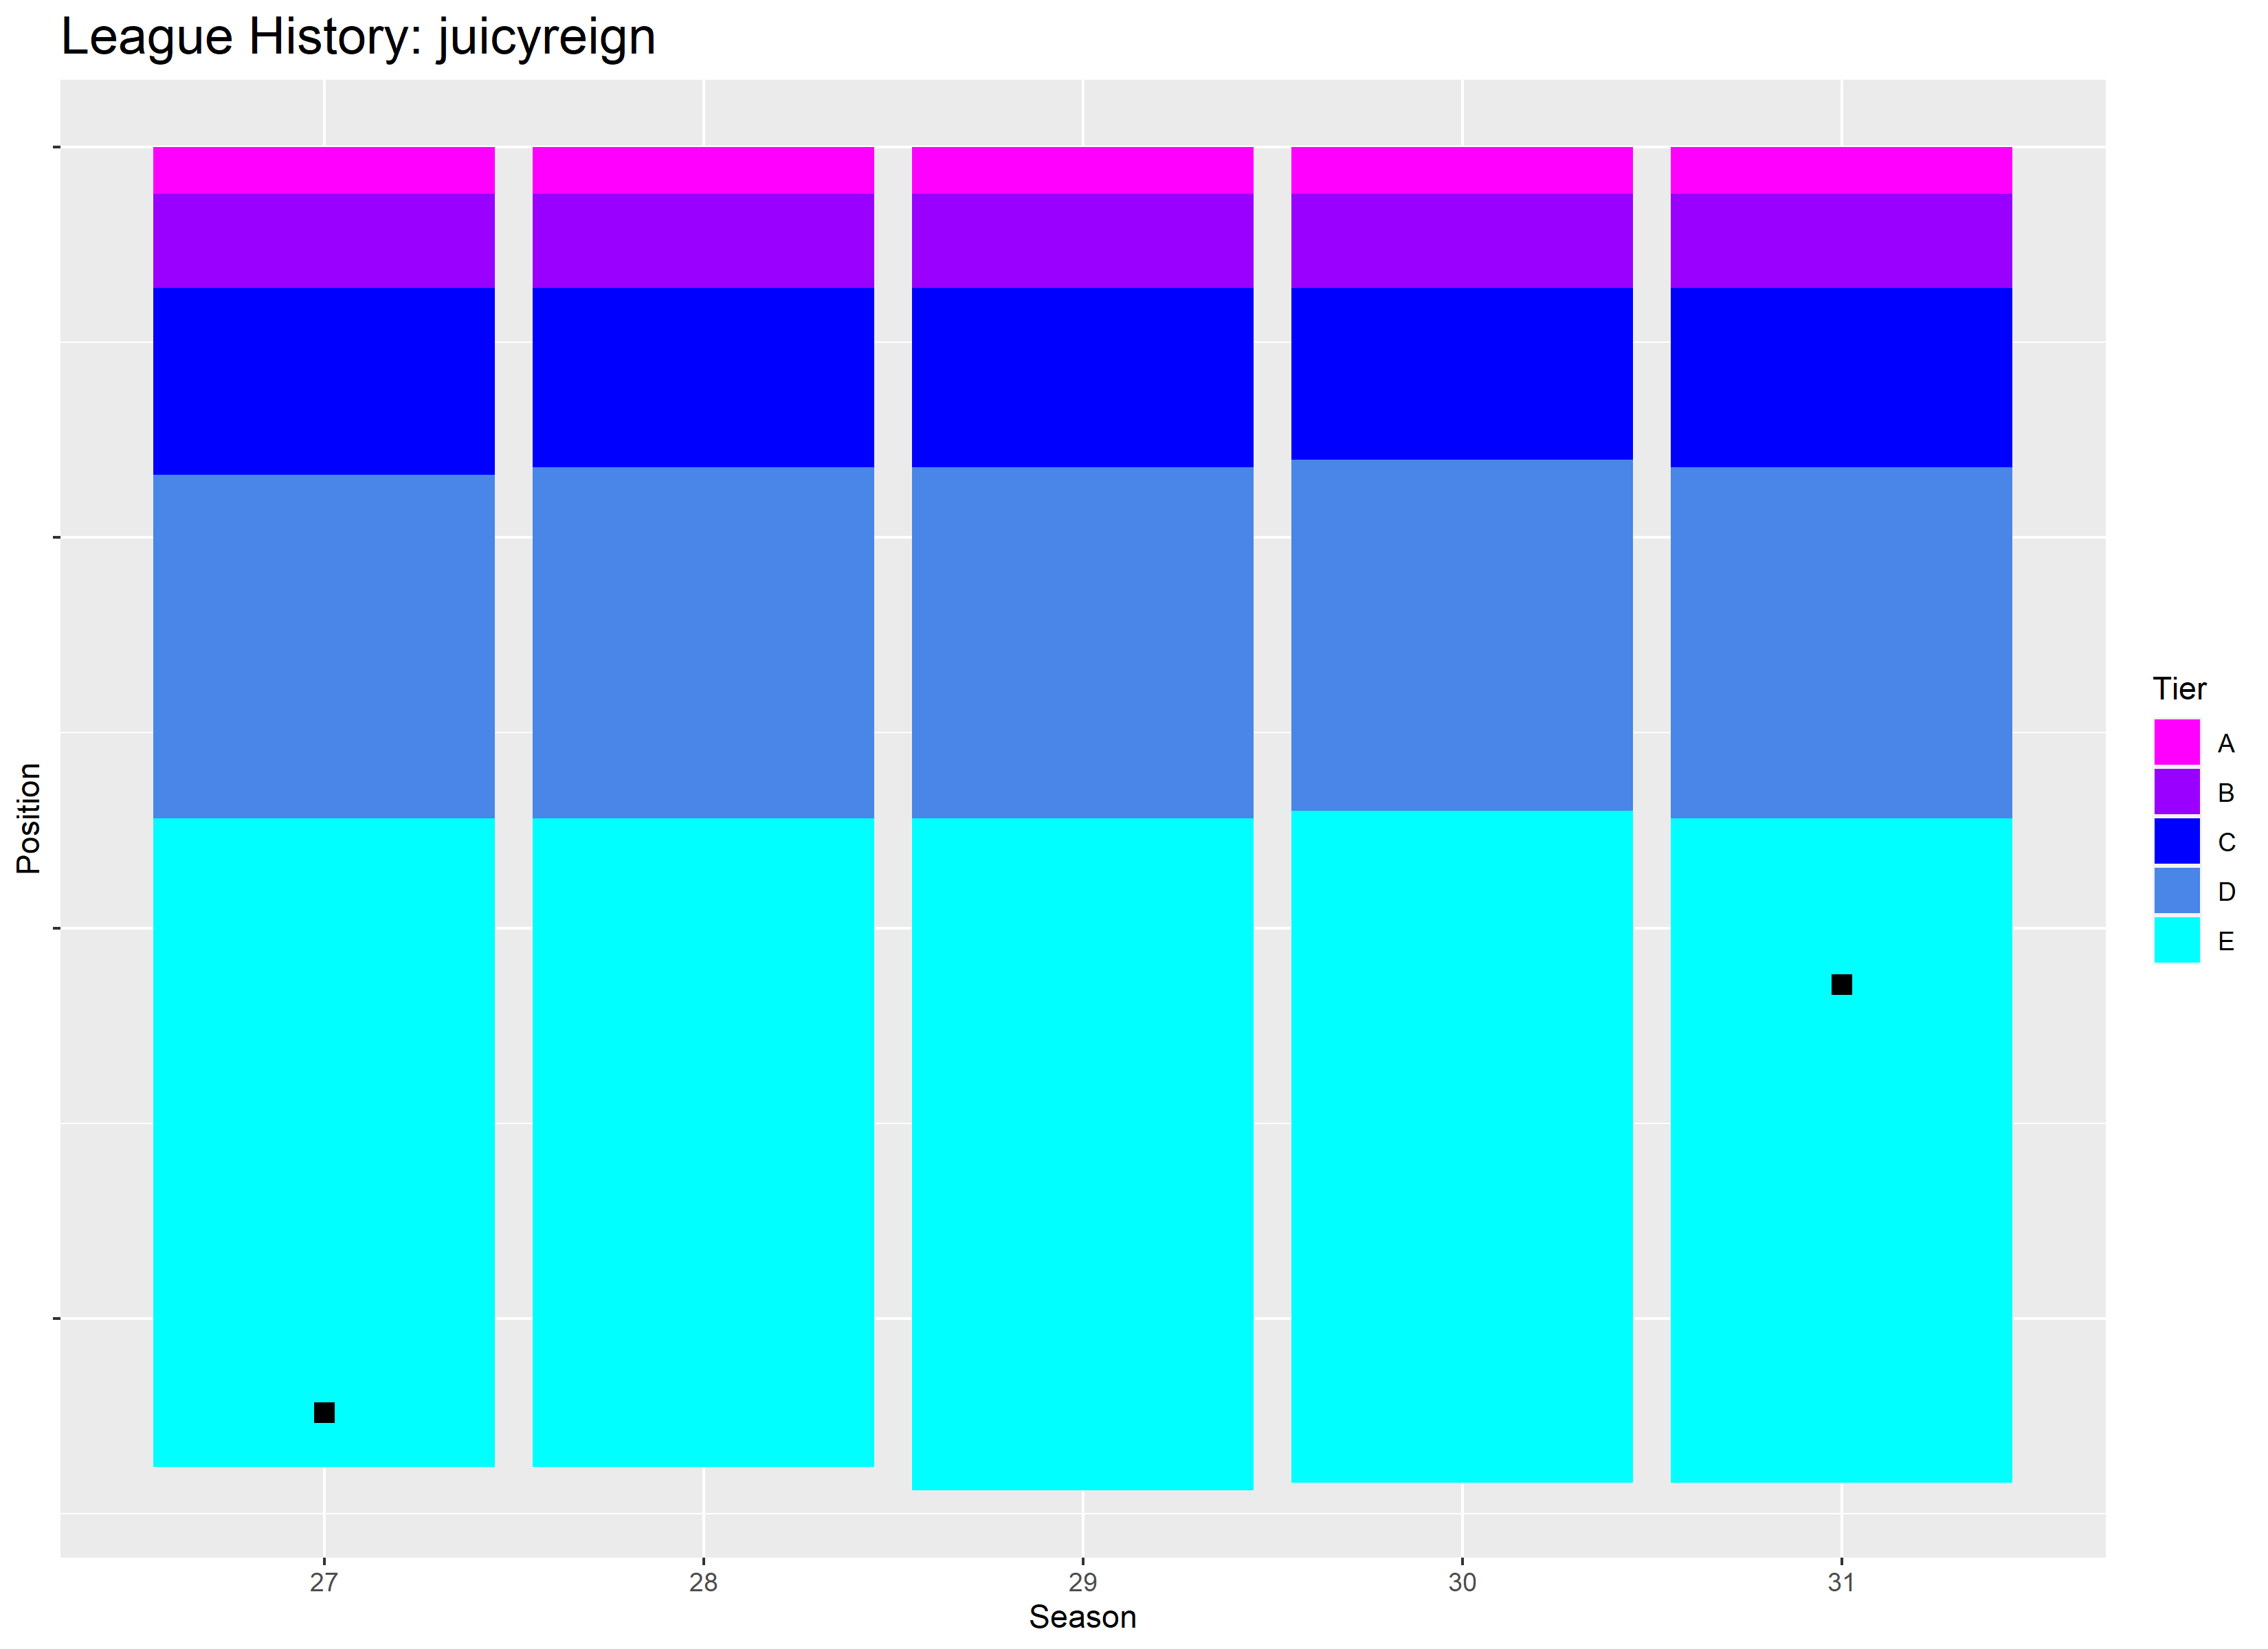 League History: juicyreign
Position
Tier
A
B
C
D
E
27 28 29 30 31
Season